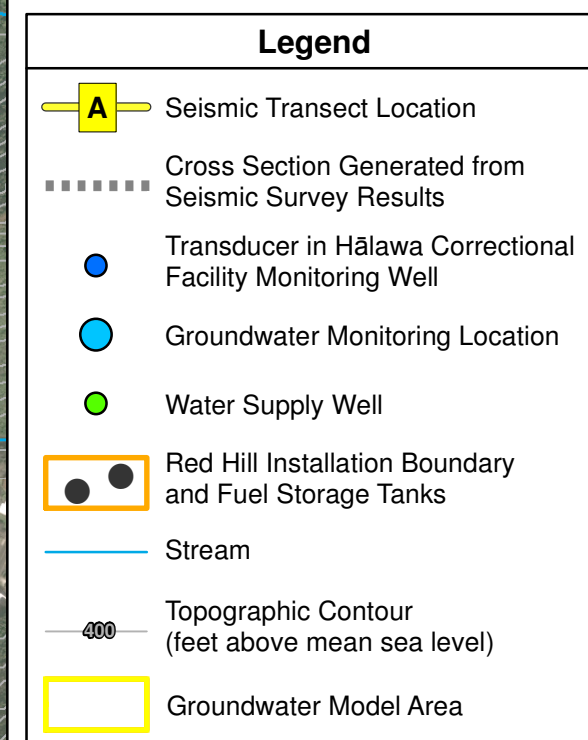 Legend
A Seismic Transect Location
Cross Section Generated from
Seismic Survey Results
Transducer in Hālawa Correctional
Facility Monitoring Well
Groundwater Monitoring Location
Water Supply Well
Red Hill Installation Boundary
and Fuel Storage Tanks
Stream
Topographic Contour
400
(feet above mean sea level)
Groundwater Model Area